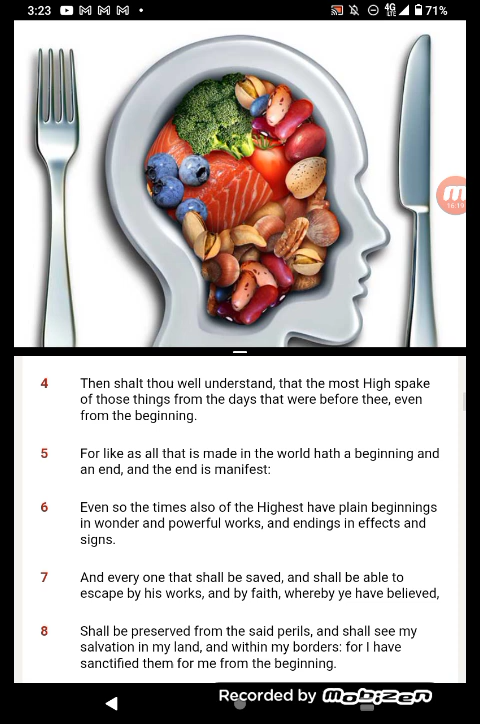 3:23
4G
LTE
71%
16:19
4 Then shalt thou well understand, that the most High spake
of those things from the days that were before thee, even
from the beginning.
5 For like as all that is made in the world hath a beginning and
an end, and the end is manifest:
6 Even so the times also of the Highest have plain beginnings
in wonder and powerful works, and endings in effects and
signs.
7 And every one that shall be saved, and shall be able to
escape by his works, and by faith, whereby ye have believed,
8 Shall be preserved from the said perils, and shall see my
salvation in my land, and within my borders: for I have
sanctified them for me from the beginning.
Recorded by Mobizen